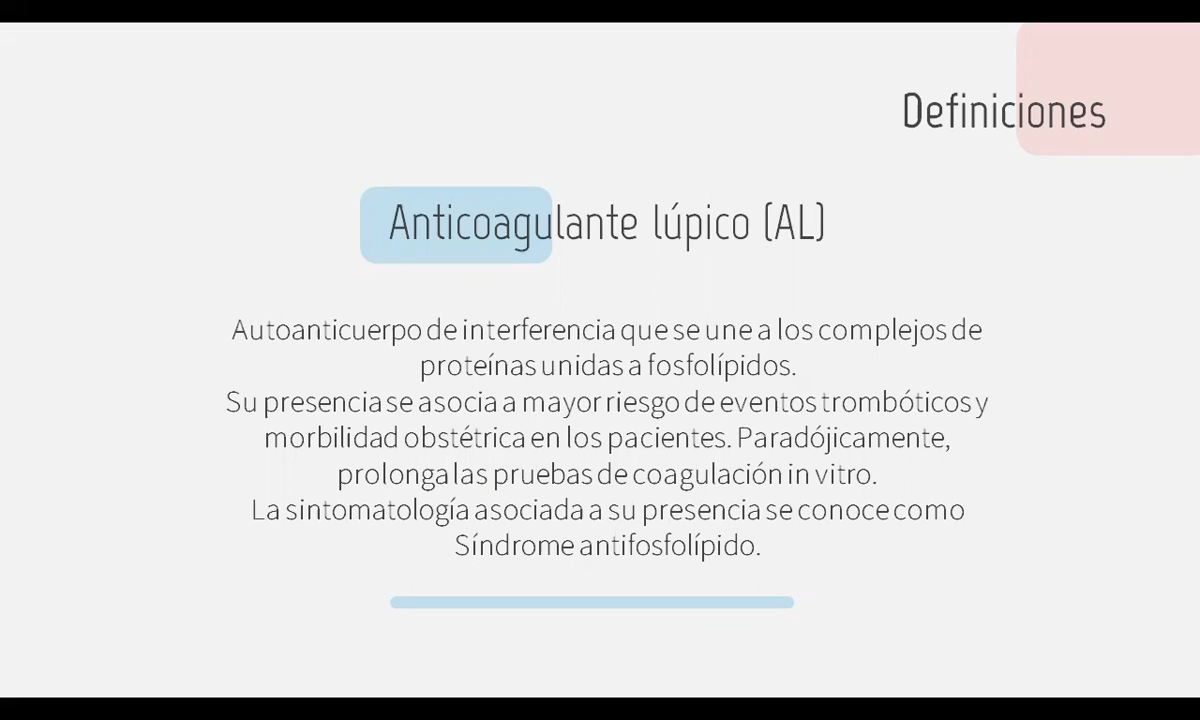 Definiciones
Anticoagulante lúpico (AL)
Autoanticuerpo de interferencia que se une a los complejos de
proteínas unidas a fosfolípidos.
Su presencia se asocia a mayor riesgo de eventos trombóticos y
morbilidad obstétrica en los pacientes. Paradójicamente,
prolonga las pruebas de coagulación in vitro.
La sintomatología asociada a su presencia se conoce como
Síndrome antifosfolípido.